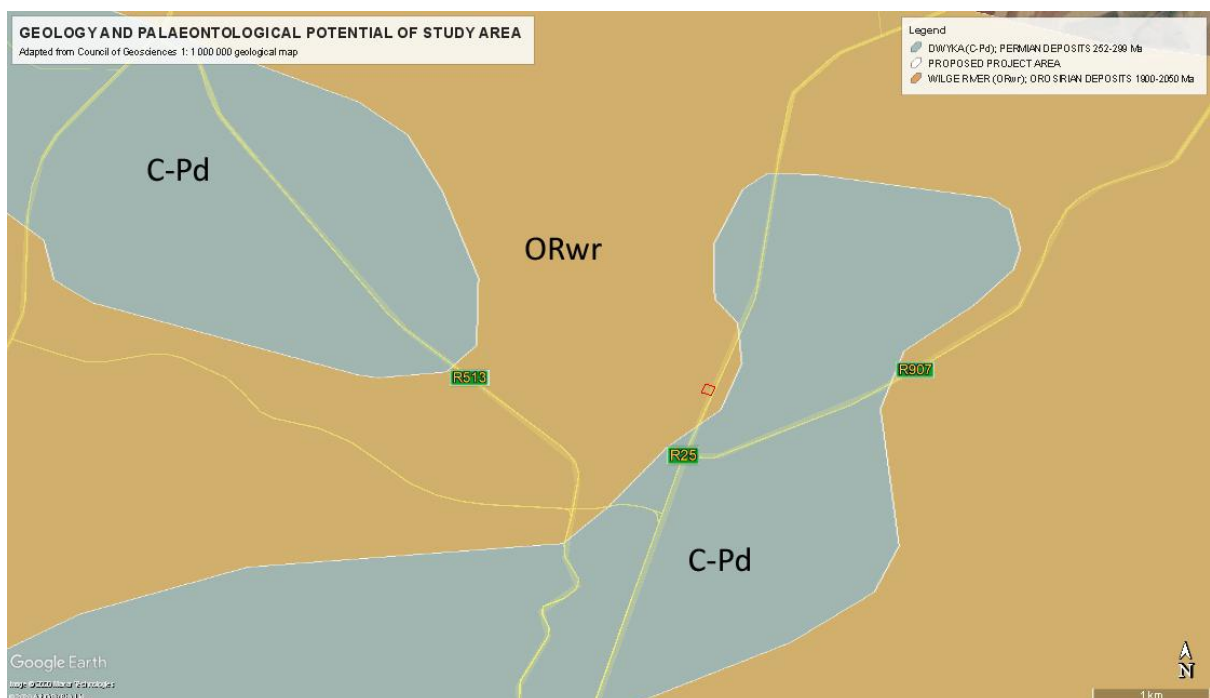 GEOLOGY AND PALAEONTOLOGICAL POTENTIAL OF STUDY AREA
Adapted from Council of Geosciences 1: 1 000 000 geological map
Legend
DWYKA (C-Pd); PERMIAN DEPOSITS 252-299 Ma
PROPOSED PROJECT AREA
WILGE RIVER (ORwr); OROSIRIAN DEPOSITS 1900-2050 Ma
C-Pd
ORwr
R513
R907
R25
C-Pd
Google Earth
N
1 km